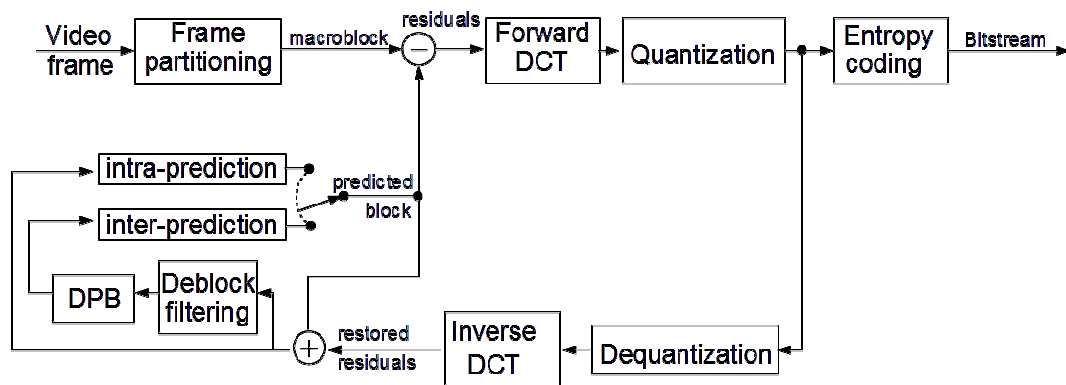 Video
frame
Frame
partitioning
macroblock
−
residuals
Forward
DCT
Quantization
Entropy
coding
Bitstream
intra-prediction
inter-prediction
predicted
block
DPB
Deblock
filtering
+
restored
residuals
Inverse
DCT
Dequantization